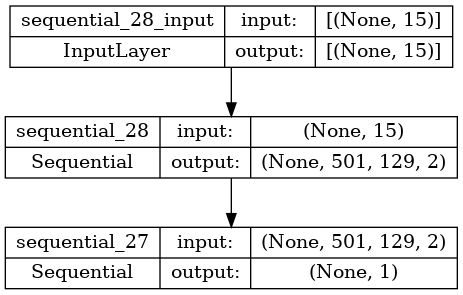 sequential_28_input input: [(None, 15)]
InputLayer output: [(None, 15)]
sequential_28 input: (None, 15)
Sequential output: (None, 501, 129, 2)
sequential_27 input: (None, 501, 129, 2)
Sequential output: (None, 1)